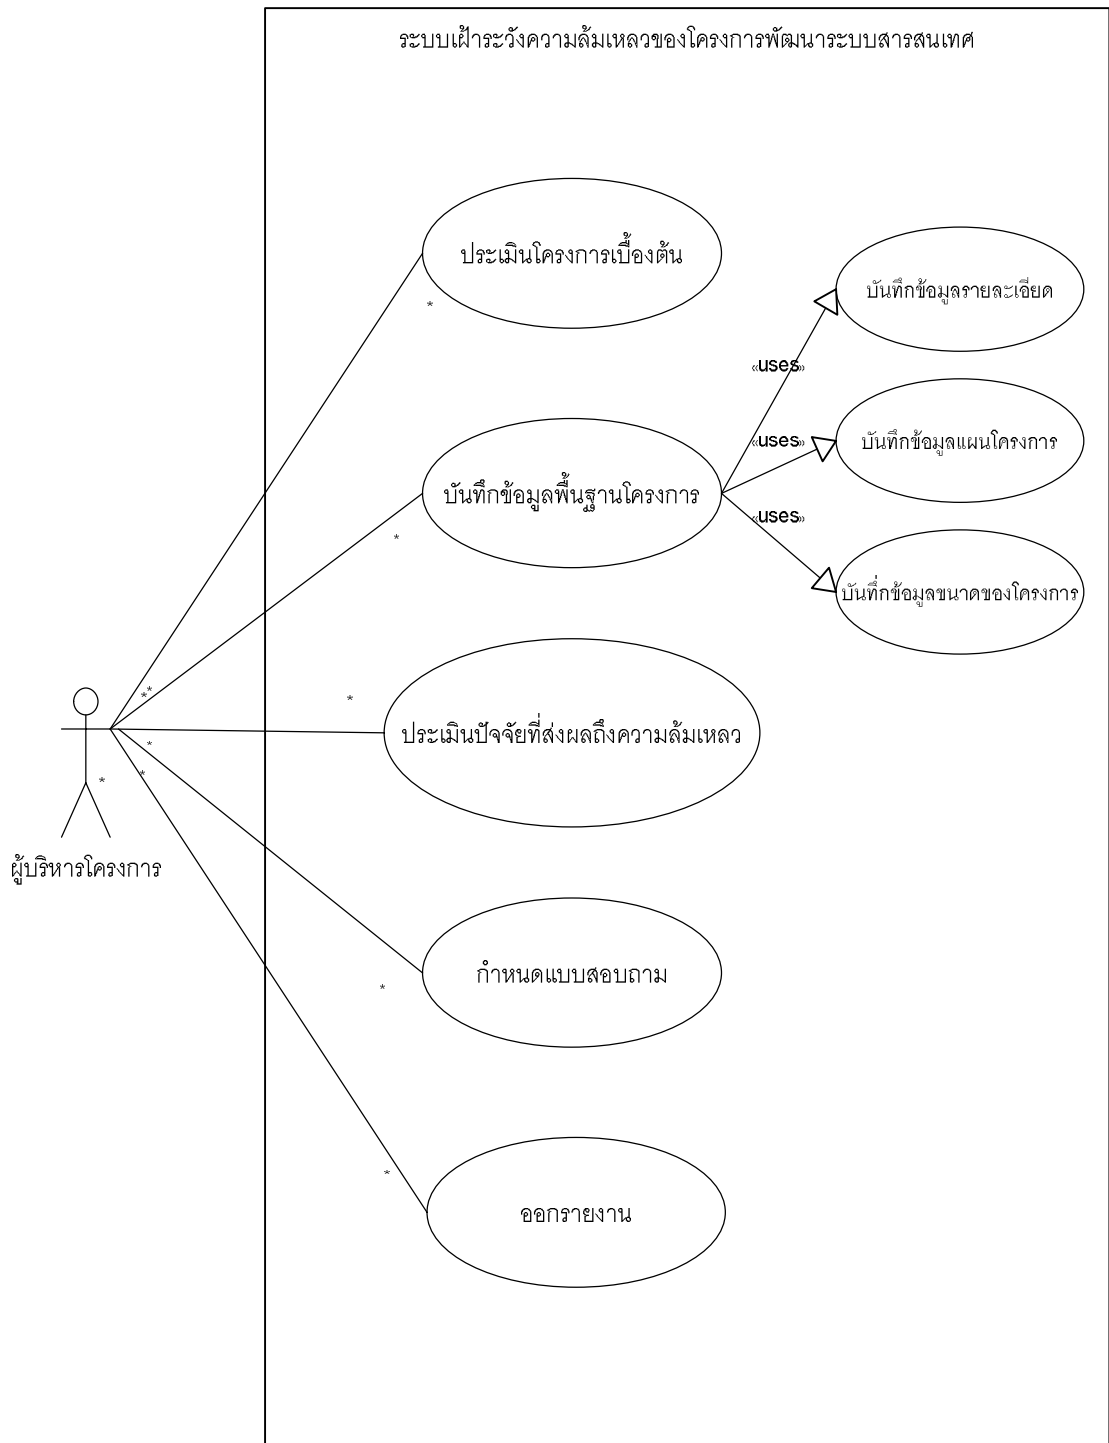 ระบบเฝ้าระวังความล้มเหลวของโครงการพัฒนาระบบสารสนเทศ
ประเมินโครงการเบื้องต้น
*
บันทึกข้อมูลรายละเอียด
«uses»
บันทึกข้อมูลพื้นฐานโครงการ
*
«uses»
บันทึกข้อมูลแผนโครงการ
«uses»
บันที่กข้อมูลขนาดของโครงการ
*
*
*
ประเมินปัจจัยที่ส่งผลถึงความล้มเหลว
*
*
*
ผู้บริหารโครงการ
กำหนดแบบสอบถาม
*
*
ออกรายงาน